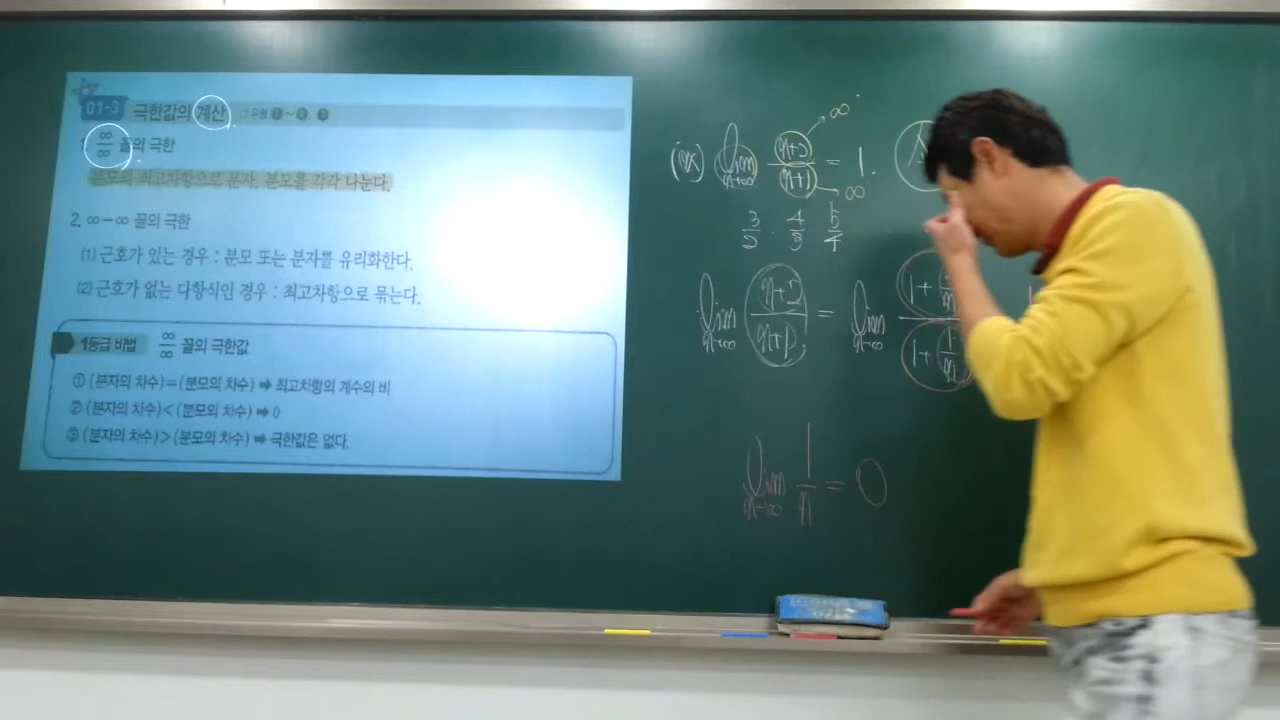 01-3 극한값의 계산
1. ∞/∞ 꼴의 극한
분모의 최고차항으로 분자, 분모를 각각 나눈다.
2. ∞-∞ 꼴의 극한
(1) 근호가 있는 경우 : 분모 또는 분자를 유리화한다.
(2) 근호가 없는 다항식인 경우 : 최고차항으로 묶는다.
1등급 비법 ∞/∞ 꼴의 극한값
① (분자의 차수)=(분모의 차수) ➡ 최고차항의 계수의 비
② (분자의 차수)<(분모의 차수) ➡ 0
③ (분자의 차수)>(분모의 차수) ➡ 극한값은 없다.
(ex) lim n→∞ (n+2)/(n+1) = 1.
∞
∞
3/2 . 4/3 5/4
lim n→∞ (n+2)/(n+1) = lim n→∞ (1+ /n)/(1+1/n)
lim n→∞ 1/n = 0